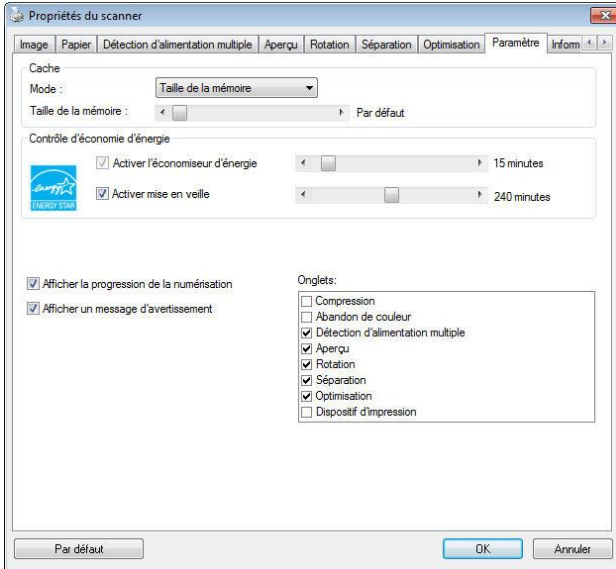 Propriétés du scanner
Image Papier Détection d'alimentation multiple Aperçu Rotation Séparation Optimisation Paramètre Inform
Cache
Mode : Taille de la mémoire
Taille de la mémoire : Par défaut
Contrôle d'économie d'énergie
Activer l'économiseur d'énergie 15 minutes
energy
ENERGY STAR
Activer mise en veille 240 minutes
Afficher la progression de la numérisation
Afficher un message d'avertissement
Onglets:
Compression
Abandon de couleur
Détection d'alimentation multiple
Aperçu
Rotation
Séparation
Optimisation
Dispositif d'impression
Par défaut OK Annuler